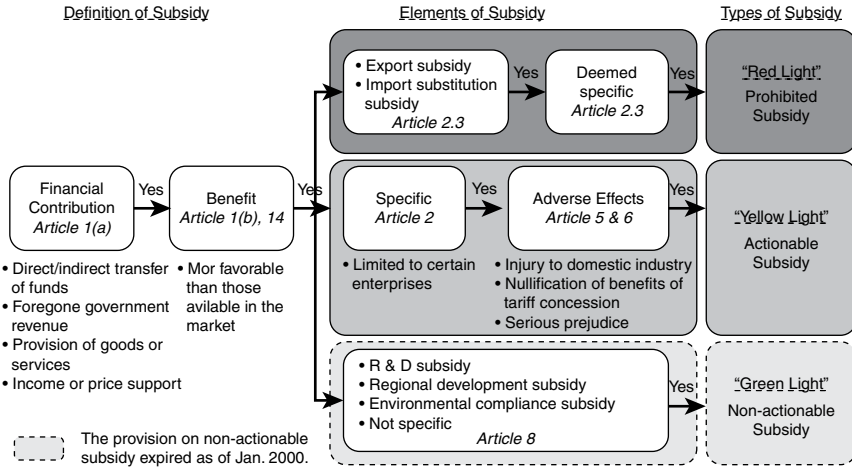 Definition of Subsidy
Elements of Subsidy
Types of Subsidy
• Export subsidy
• Import substitution
subsidy
Article 2.3
Yes
Deemed
specific
Article 2.3
Yes
"Red Light"
Prohibited
Subsidy
Financial
Contribution
Article 1(a)
Yes
Benefit
Article 1(b), 14
Yes
Specific
Article 2
Yes
Adverse Effects
Article 5 & 6
Yes
"Yellow Light"
Actionable
Subsidy
• Direct/indirect transfer
of funds
• Foregone government
revenue
• Provision of goods or
services
• Income or price support
• Mor favorable
than those
avilable in the
market
• Limited to certain
enterprises
• Injury to domestic industry
• Nullification of benefits of
tariff concession
• Serious prejudice
• R & D subsidy
• Regional development subsidy
• Environmental compliance subsidy
• Not specific
Article 8
Yes
"Green Light"
Non-actionable
Subsidy
The provision on non-actionable
subsidy expired as of Jan. 2000.